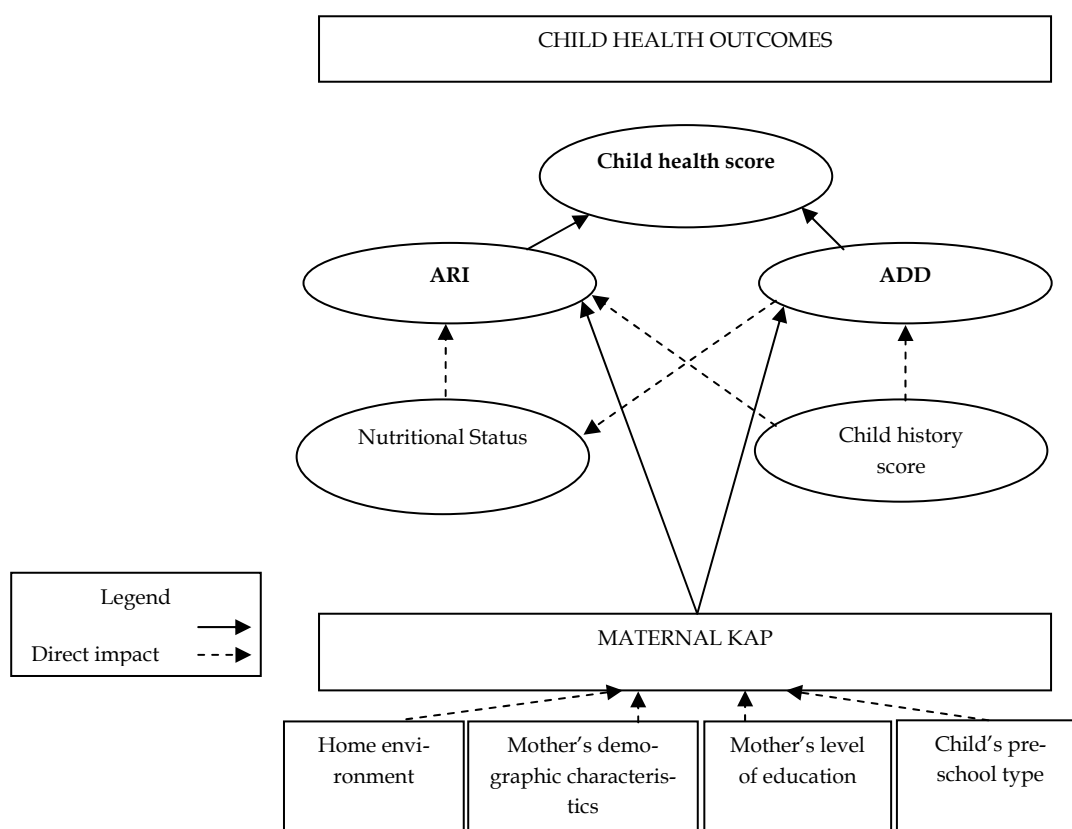 CHILD HEALTH OUTCOMES
Child health score
ARI
ADD
Nutritional Status
Child history
score
Legend
Direct impact
MATERNAL KAP
Home envi-
ronment
Mother's demo-
graphic characteris-
tics
Mother's level
of education
Child's pre-
school type